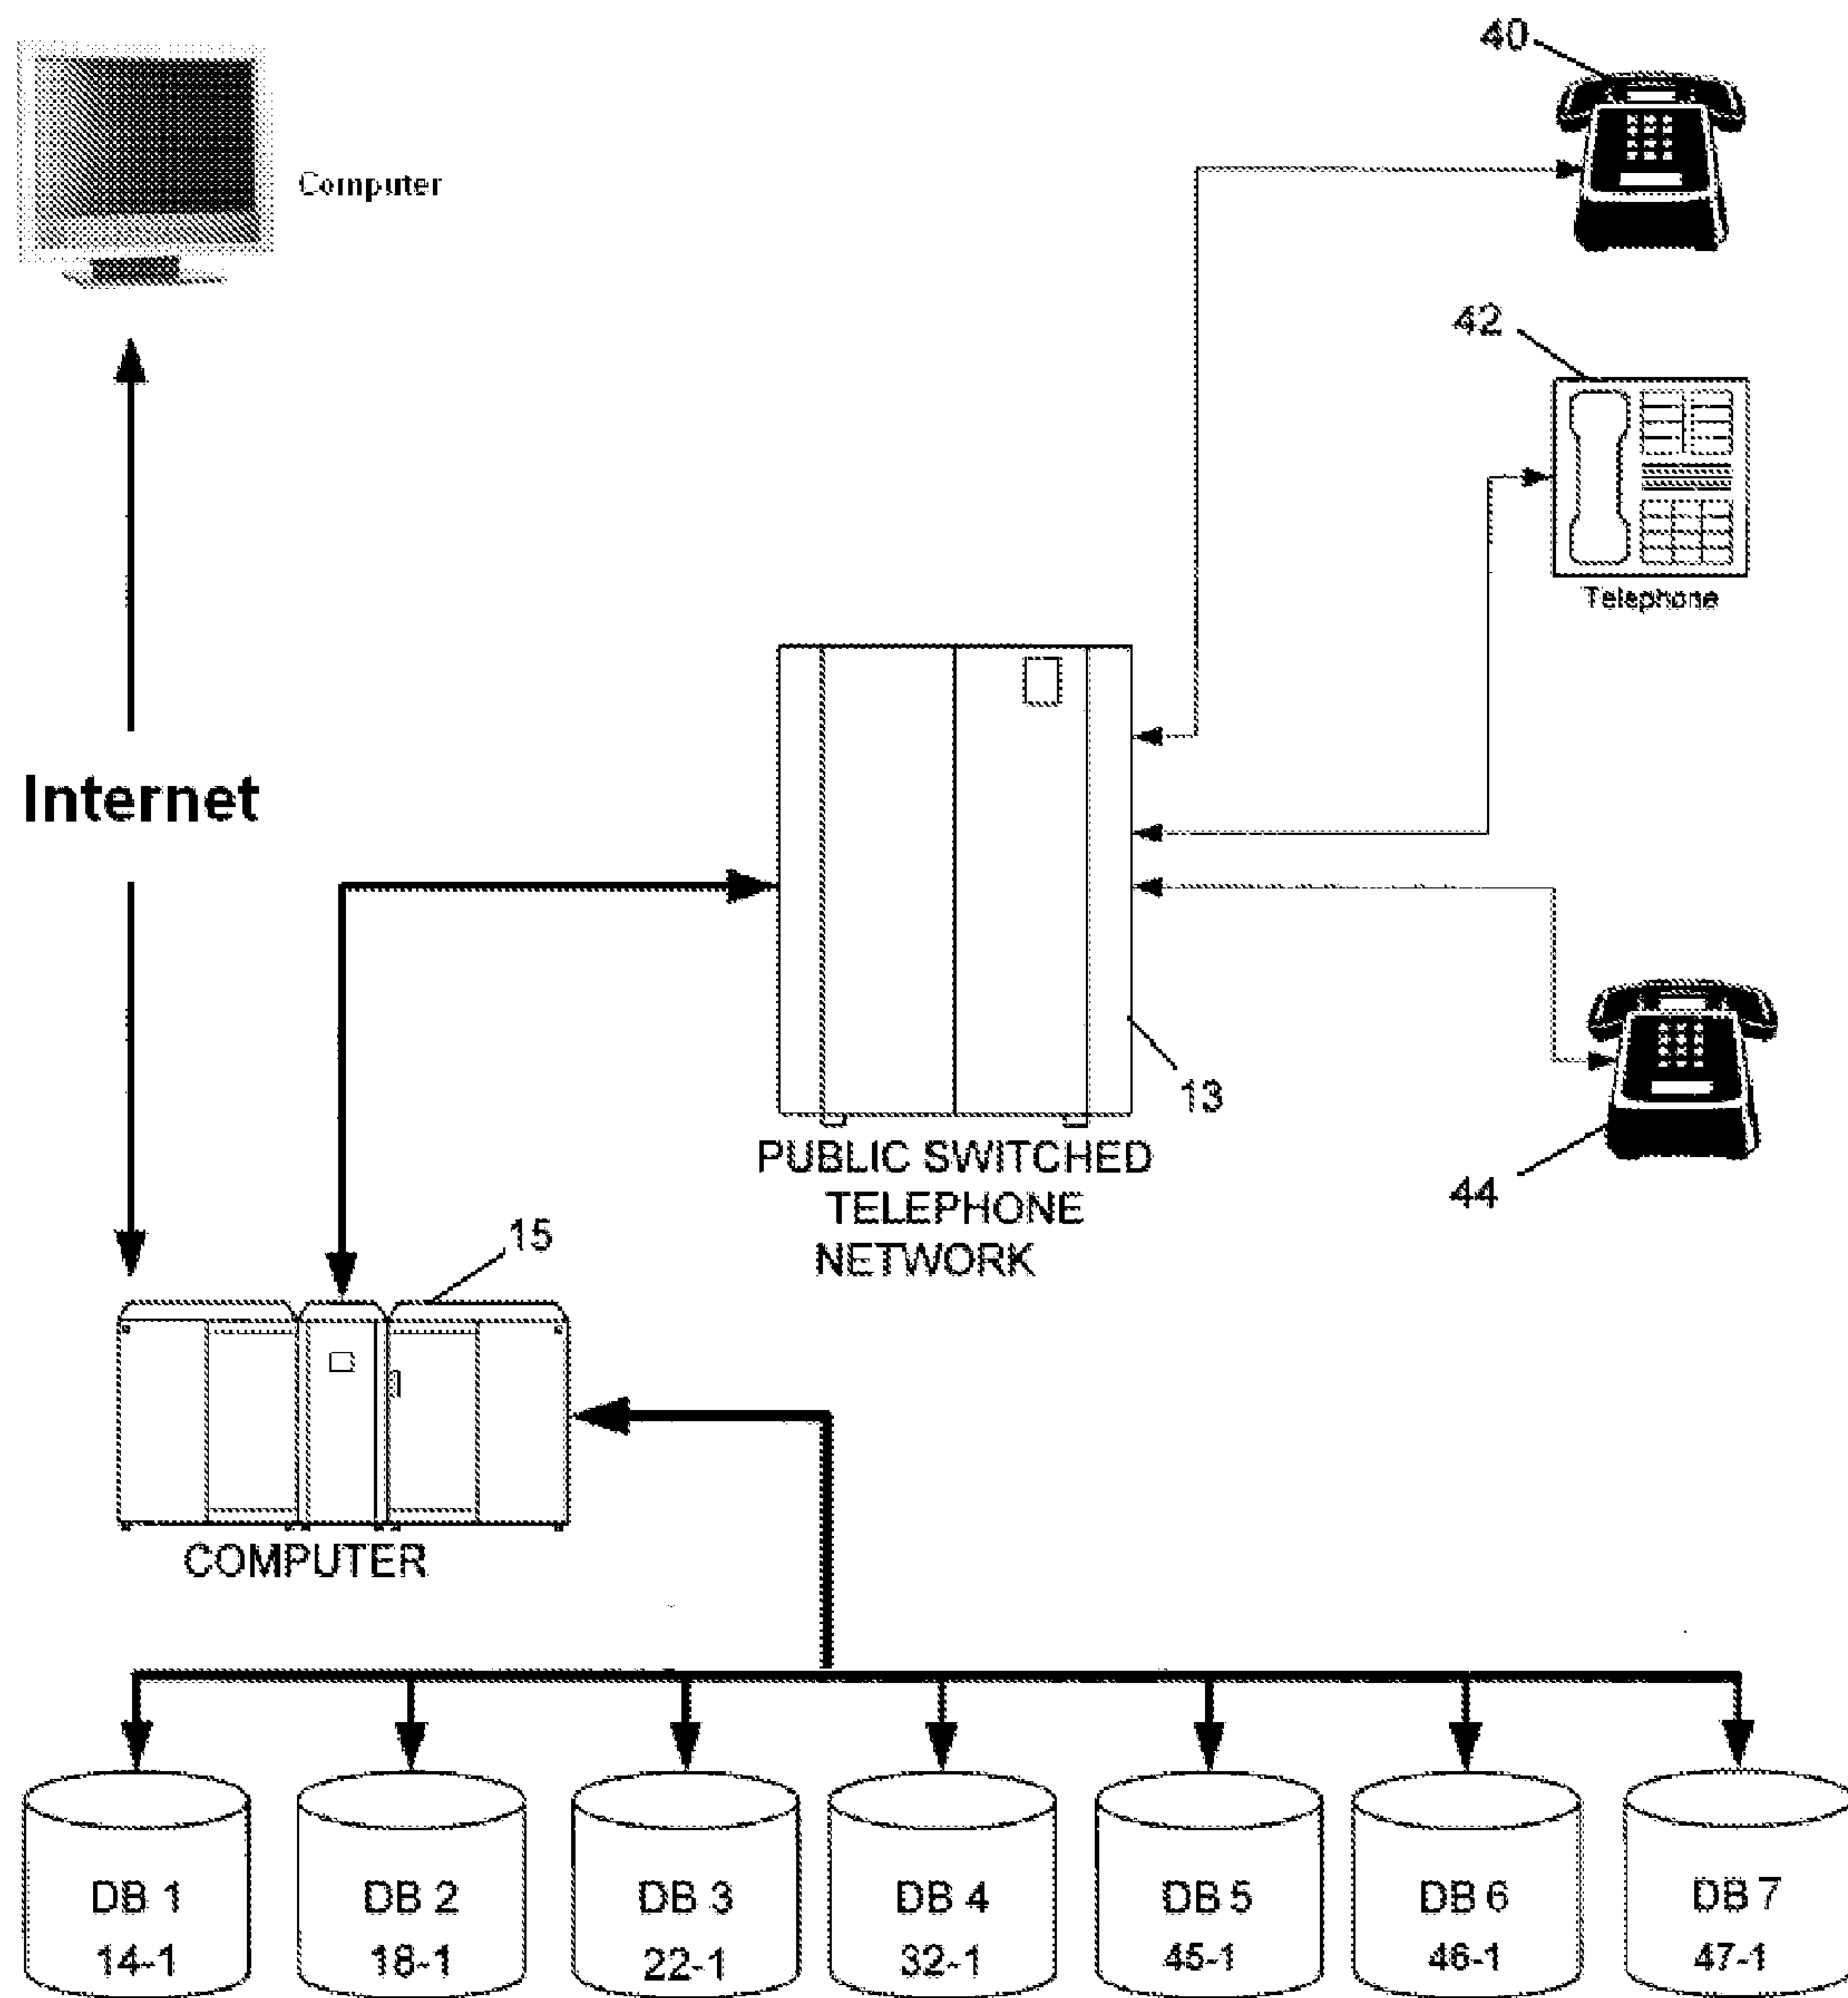 40
Computer
42
Telephone
Internet
13
PUBLIC SWITCHED
TELEPHONE
NETWORK
44
15
COMPUTER
DB 1
14-1
DB 2
18-1
DB 3
22-1
DB 4
32-1
DB 5
45-1
DB 6
46-1
DB 7
47-1